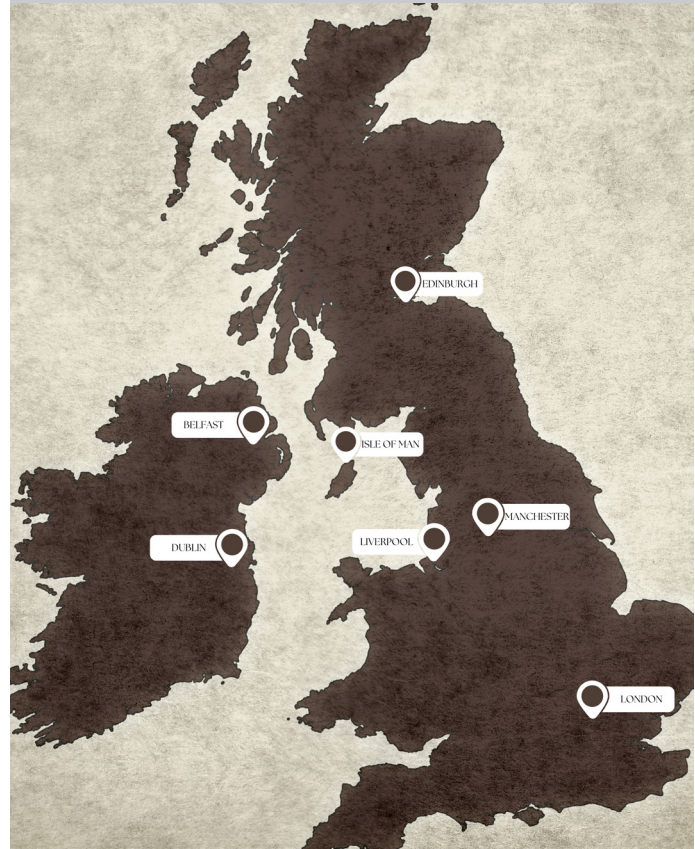 EDINBURGH
BELFAST
ISLE OF MAN
MANCHESTER
LIVERPOOL
DUBLIN
LONDON